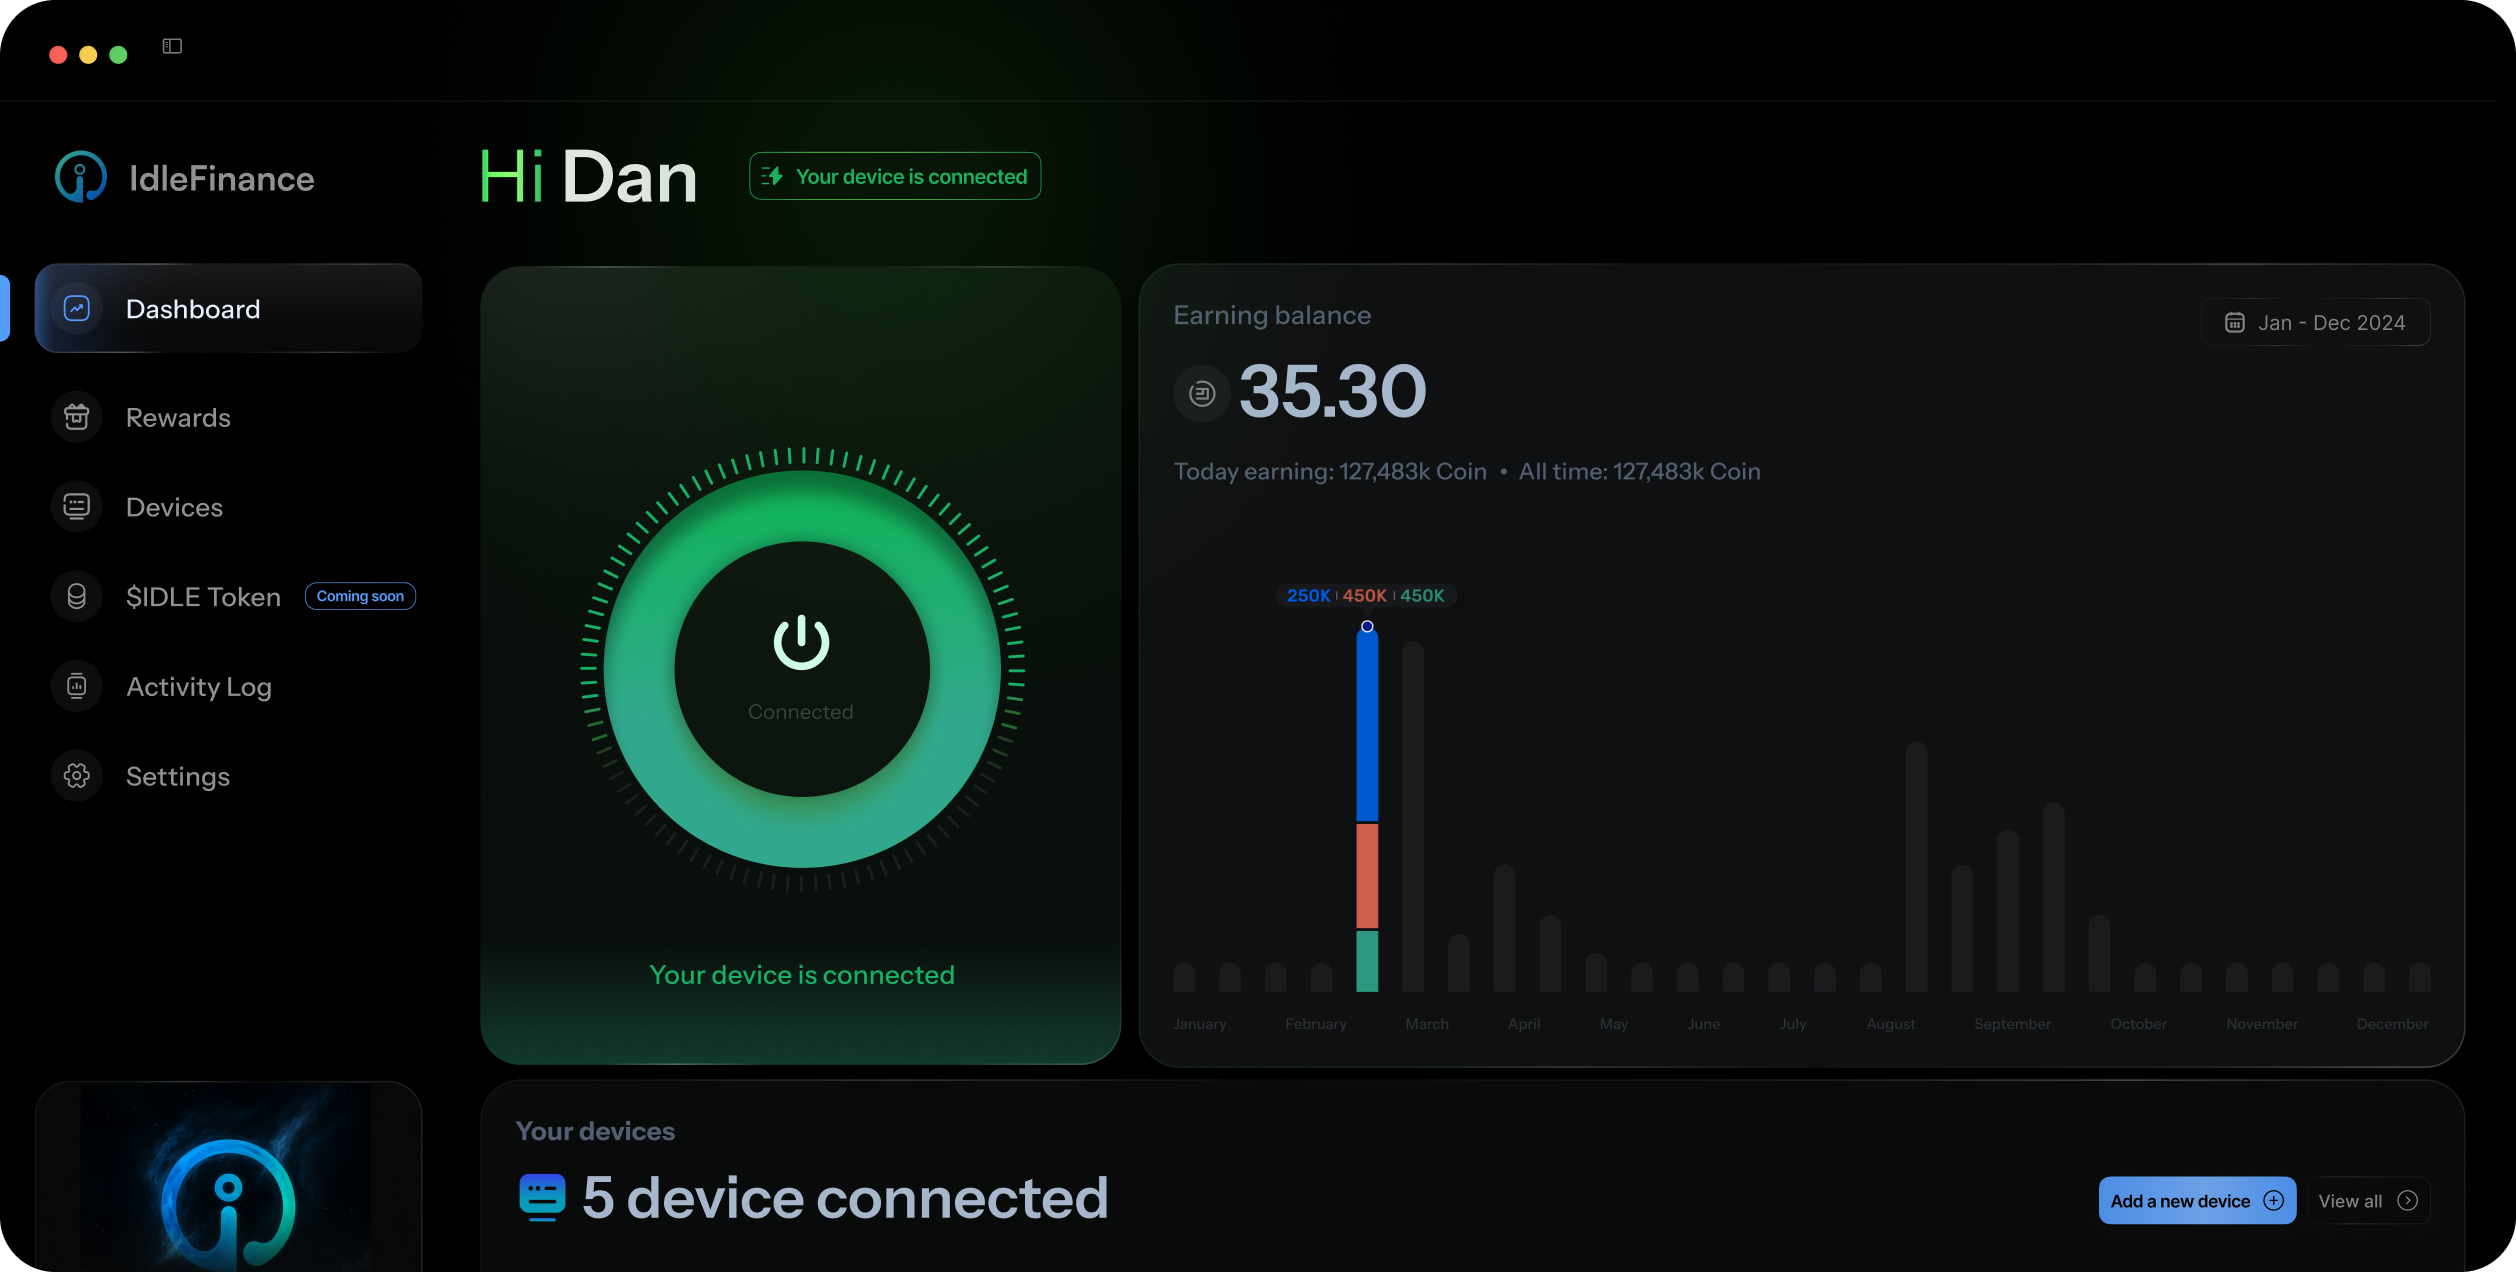 IdleFinance
Hi Dan
Your device is connected
Dashboard
Rewards
Devices
$IDLE Token
Coming soon
Activity Log
Settings
Connected
Your device is connected
Earning balance
Jan - Dec 2024
35.30
Today earning: 127,483k Coin • All time: 127,483k Coin
250K | 450K | 450K
January February March April May June July August September October November December
Your devices
5 device connected
Add a new device
View all